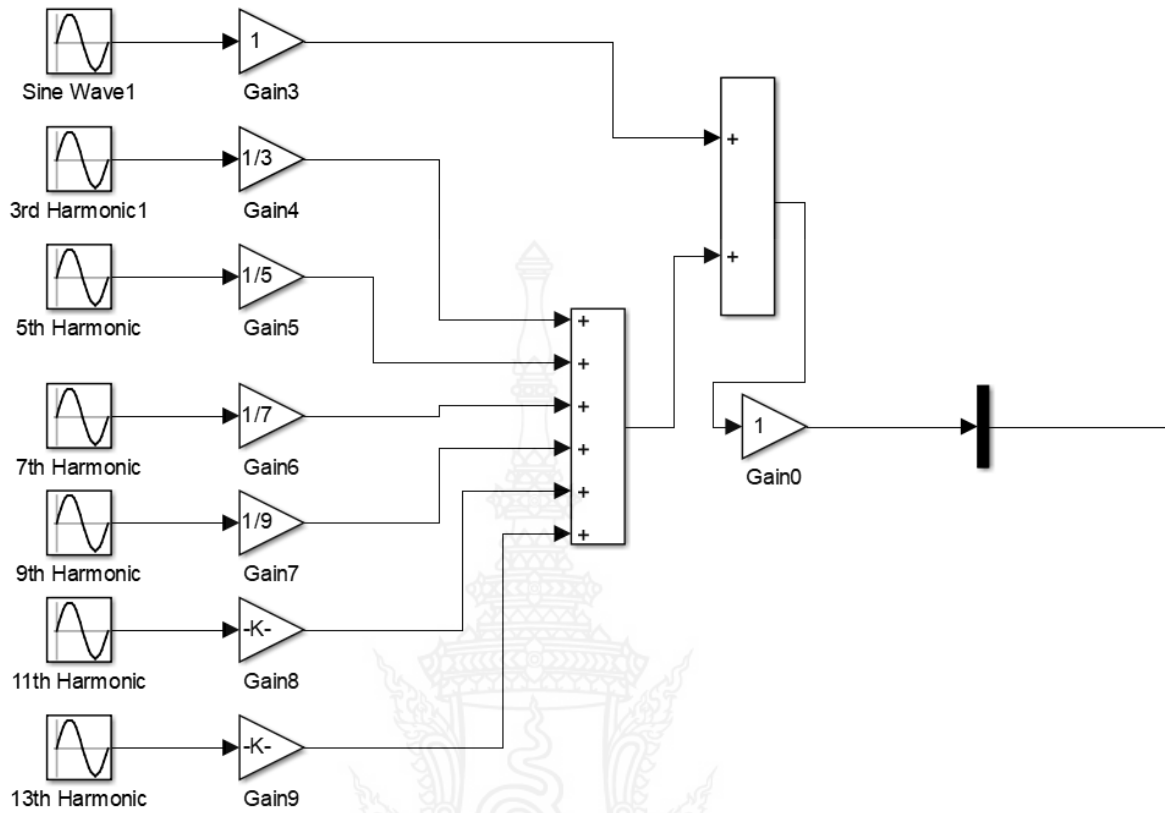 1
Sine Wave1
Gain3
+
1/3
3rd Harmonic1
Gain4
+
1/5
5th Harmonic
Gain5
+
+
1/7
+
1
7th Harmonic
Gain6
+
Gain0
1/9
+
9th Harmonic
Gain7
+
-K-
11th Harmonic
Gain8
-K-
13th Harmonic
Gain9